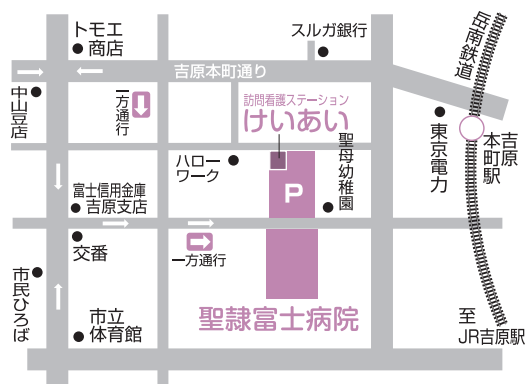 トモエ
商店
スルガ銀行
岳南鉄道
吉原本町通り
中山豆店
一方通行
訪問看護ステーション
けいあい
聖母幼稚園
東京電力
吉原
本町駅
ハロー
ワーク
P
富士信用金庫
吉原支店
交番
一方通行
市民ひろば
市立
体育館
聖隷富士病院
至
JR吉原駅